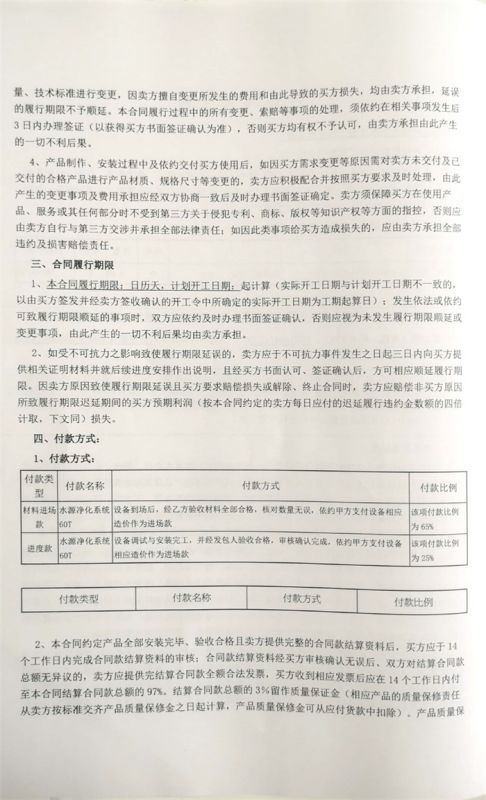 量、技术标准进行变更，因卖方擅自变更所发生的费用和由此导致的买方损失，均由卖方承担，延误
的履行期限不予顺延。本合同履行过程中的所有变更、索赔等事项的处理，须依约在相关事项发生后
3日内办理签证（以获得买方书面签证确认为准），否则买方均有权不予认可，由卖方承担由此产生
的一切不利后果。
4、产品制作、安装过程中及依约交付买方使用后，如因买方需求变更等原因需对卖方未交付及已
交付的合格产品进行产品材质、规格尺寸等变更的，卖方应积极配合并按照买方要求及时处理，由此
产生的变更事项及费用承担应经双方协商一致后及时办理书面签证确定。卖方须保障买方在使用产
品、服务或其任何部分时不受到第三方关于侵犯专利、商标、版权等知识产权等方面的指控，否则应
由卖方自行与第三方交涉并承担全部法律责任；如因此类事项给买方造成损失的，应由卖方承担全部
违约及损害赔偿责任。
三、合同履行期限
1、本合同履行期限：日历天，计划开工日期：起计算（实际开工日期与计划开工日期不一致的，
以由买方签发并经卖方签收确认的开工令中所确定的实际开工日期为工期起算日）；发生依法或依约
可致履行期限顺延的事项时，双方应依约及时办理书面签证确认，否则应视为未发生履行期限顺延或
变更事项，由此产生的一切不利后果均由卖方承担。
2、如受不可抗力之影响致使履行期限延误的，卖方应于不可抗力事件发生之日起三日内向买方提
供相关证明材料并就后续进度安排作出说明，且经买方书面认可、签证确认后，方可相应顺延履行期
限。因卖方原因致使履行期限延误且买方要求赔偿损失或解除、终止合同时，卖方应赔偿非买方原因
所致履行期限迟延期间的买方预期利润（按本合同约定的卖方每日应付的迟延履行违约金数额的四倍
计取，下文同）损失。
四、付款方式：
1、付款方式：
付款类型 付款名称 付款方式 付款比例
材料进场款 水源净化系统60T 设备到场后，经乙方验收材料全部合格，核对数量无误，依约甲方支付设备相应造价作为进场款 该项付款比例为65%
进度款 水源净化系统60T 设备调试与安装完工，并经发包人验收合格，审核确认完成，依约甲方支付设备相应造价作为进场款 该项付款比例为25%
付款类型 付款名称 付款方式 付款比例
2、本合同约定产品全部安装完毕、验收合格且卖方提供完整的合同款结算资料后，买方应于14
个工作日内完成合同款结算资料的审核；合同款结算资料经买方审核确认无误后、双方对结算合同款
总额无异议的，卖方应提供完结算合同款全额合法发票，买方收到相应发票后应在14个工作日内付
至本合同结算合同款总额的97%。结算合同款总额的3%留作质量保证金（相应产品的质量保修责任
从卖方按标准交齐产品质量保修金之日起计算，产品质量保修金可从应付货款中扣除）。产品质量保